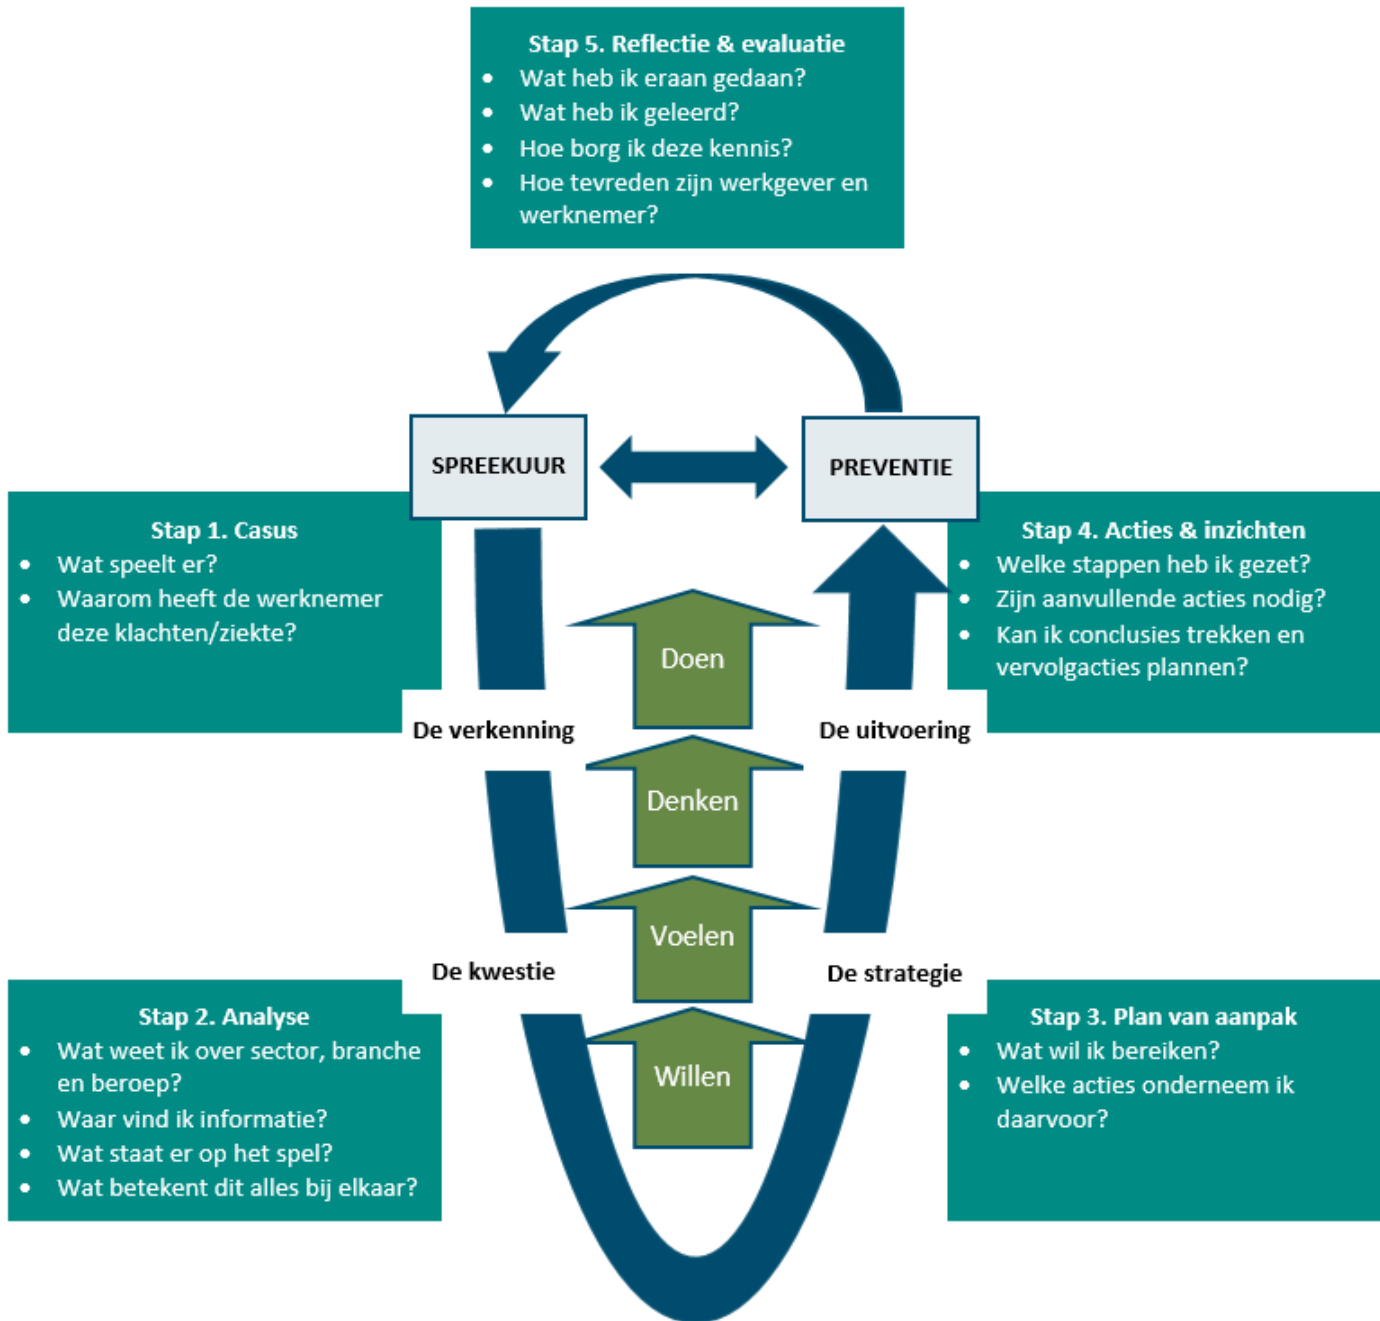 Stap 5. Reflectie & evaluatie
• Wat heb ik eraan gedaan?
• Wat heb ik geleerd?
• Hoe borg ik deze kennis?
• Hoe tevreden zijn werkgever en
werknemer?
SPREEKUUR
PREVENTIE
Stap 1. Casus
• Wat speelt er?
• Waarom heeft de werknemer
deze klachten/ziekte?
Stap 4. Acties & inzichten
• Welke stappen heb ik gezet?
• Zijn aanvullende acties nodig?
• Kan ik conclusies trekken en
vervolgacties plannen?
Doen
De verkenning
De uitvoering
Denken
Voelen
De kwestie
De strategie
Stap 2. Analyse
• Wat weet ik over sector, branche
en beroep?
• Waar vind ik informatie?
• Wat staat er op het spel?
• Wat betekent dit alles bij elkaar?
Willen
Stap 3. Plan van aanpak
• Wat wil ik bereiken?
• Welke acties onderneem ik
daarvoor?